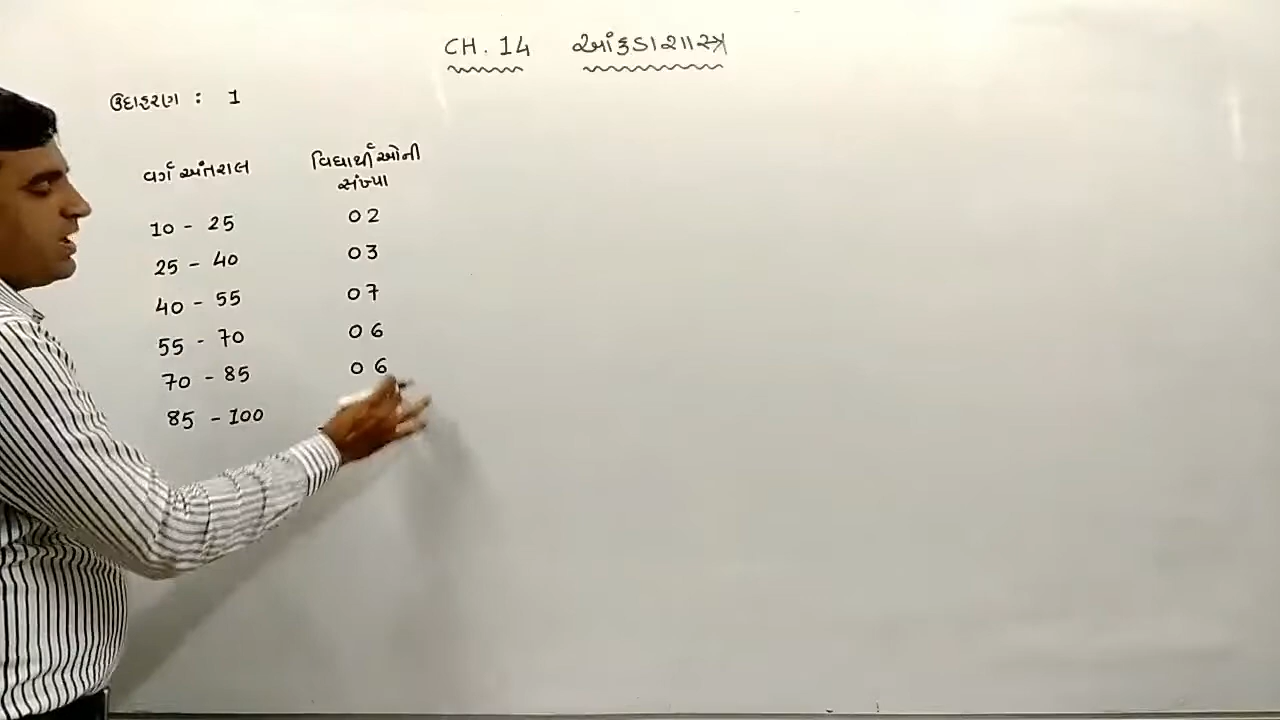 CH. 14 આંકડાશાસ્ત્ર
ઉદાહરણ : 1
વર્ગ અંતરાલ વિદ્યાર્થીઓની
સંખ્યા
10 - 25 02
25 - 40 03
40 - 55 07
55 - 70 06
70 - 85 06
85 - 100